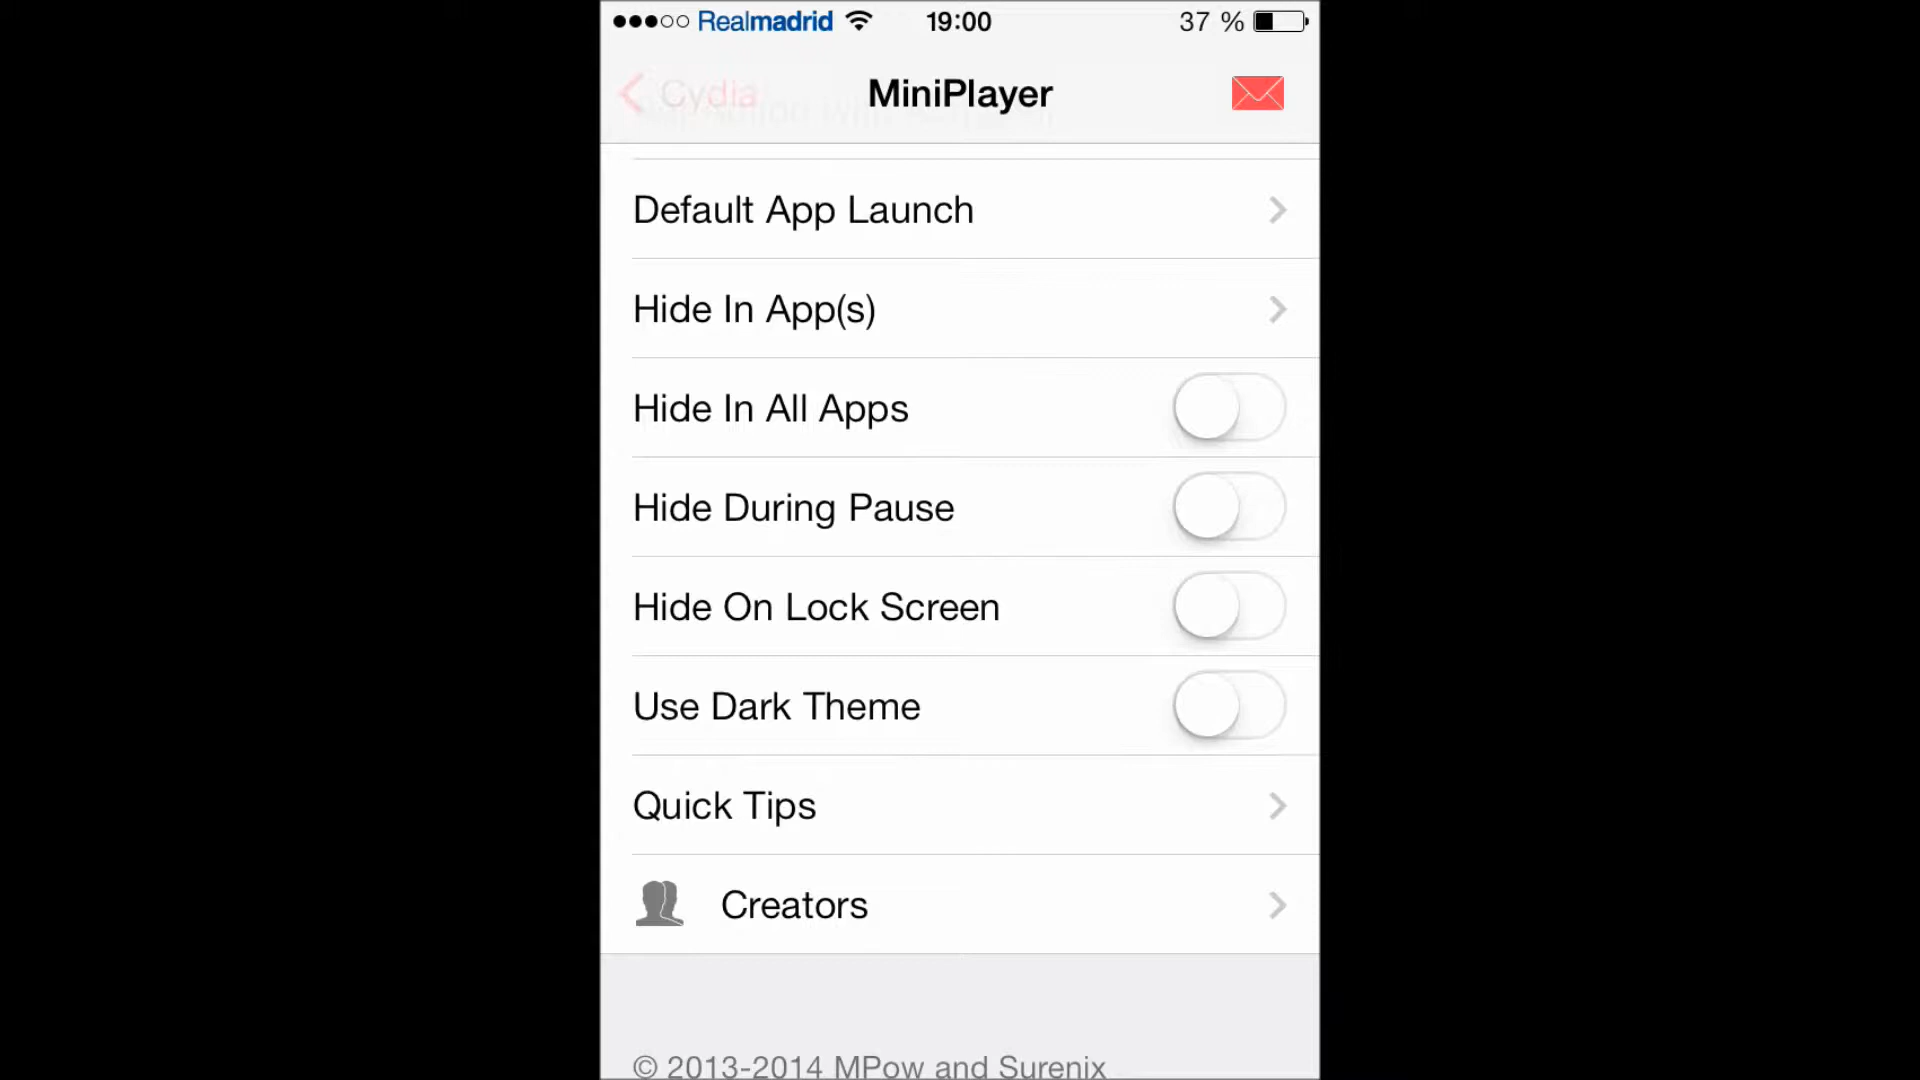 Realmadrid 19:00 37 %
Cydia MiniPlayer
Default App Launch
Hide In App(s)
Hide In All Apps
Hide During Pause
Hide On Lock Screen
Use Dark Theme
Quick Tips
Creators
© 2013-2014 MPow and Surenix